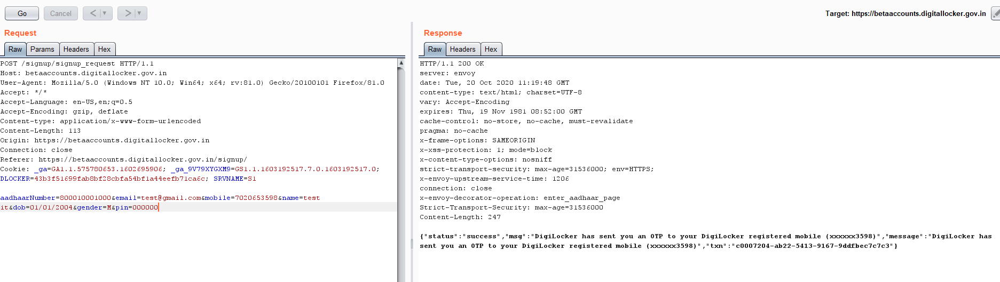 Go
Cancel
<
>
Target: https://betaaccounts.digitallocker.gov.in
Request
Raw
Params
Headers
Hex
POST /signup/signup_request HTTP/1.1
Host: betaaccounts.digitallocker.gov.in
User-Agent: Mozilla/5.0 (Windows NT 10.0; Win64; x64; rv:81.0) Gecko/20100101 Firefox/81.0
Accept: */*
Accept-Language: en-US,en;q=0.5
Accept-Encoding: gzip, deflate
Content-type: application/x-www-form-urlencoded
Content-Length: 113
Origin: https://betaaccounts.digitallocker.gov.in
Connection: close
Referer: https://betaaccounts.digitallocker.gov.in/signup/
Cookie: _ga=GA1.1.575780653.1602695906; _ga_9V79XYGXM9=GS1.1.1603192517.7.0.1603192517.0;
DLOCKER=43b3f51699fab8bf28cbfa54bf1a44eefb71ca6c; SRVNAME=S1
aadhaarNumber=800010001000&email=test@gmail.com&mobile=7020653598&name=test
it&dob=01/01/2004&gender=M&pin=000000
Response
Raw
Headers
Hex
HTTP/1.1 200 OK
server: envoy
date: Tue, 20 Oct 2020 11:19:48 GMT
content-type: text/html; charset=UTF-8
vary: Accept-Encoding
expires: Thu, 19 Nov 1981 08:52:00 GMT
cache-control: no-store, no-cache, must-revalidate
pragma: no-cache
x-frame-options: SAMEORIGIN
x-xss-protection: 1; mode=block
x-content-type-options: nosniff
strict-transport-security: max-age=31536000; env=HTTPS;
x-envoy-upstream-service-time: 1206
connection: close
x-envoy-decorator-operation: enter_aadhaar_page
Strict-Transport-Security: max-age=31536000
Content-Length: 247
{"status":"success","msg":"DigiLocker has sent you an OTP to your DigiLocker registered mobile (xxxxxx3598)","message":"DigiLocker has
sent you an OTP to your DigiLocker registered mobile (xxxxxx3598)","txn":"c0007204-ab22-5413-9167-9ddfbec7c7c3"}